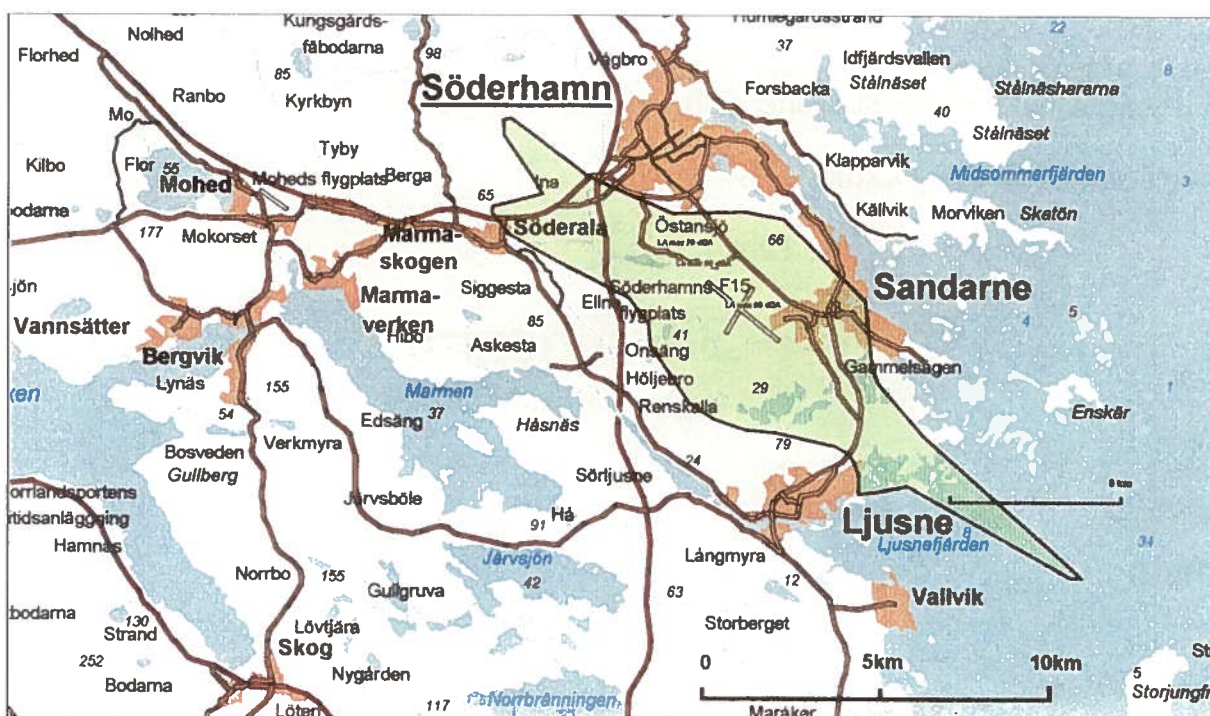 Nolhed
Kungsgårds-
fäbodarna
98
Florhed
85
Kyrkbyn
Ranbo
Mo
Vågbro
37
Idfjärdsvallen
Stålnäset
22
8
Forsbacka
Stålnäshararna
40
Stålnäset
Söderhamn
Tyby
Kilbo
Flor
55
Mohed
Moheds flygplats
Berga
65
Klapparvik
Midsommarfjärden
3
bodarna
177
Mokorset
Marma-
skogen
Söderala
Östansjö
66
Källvik
Morviken
Skatön
Siggesta
Söderhamns F15
flygplats
Sandarne
5
4
Vannsätter
Marma-
verken
85
Askesta
41
Onsäng
Bergvik
Lynäs
155
Marmen
Höljebro
29
Gammelsågen
1
Edsäng
37
Renskalla
Enskär
54
Håsnäs
Bosveden
Verkmyra
79
Gullberg
24
Sörljusne
Järvsböle
Hå
91
Ljusne
Hamnäs
Ljusnefjärden
34
Långmyra
Järvsjön
Norrbo
155
42
12
Gullgruva
63
Vallvik
130
Strand
Lövtjära
Storberget
252
Skog
Bodarna
Nygården
0
5km
10km
5
Löten
117
Norrbränningen
Maråker